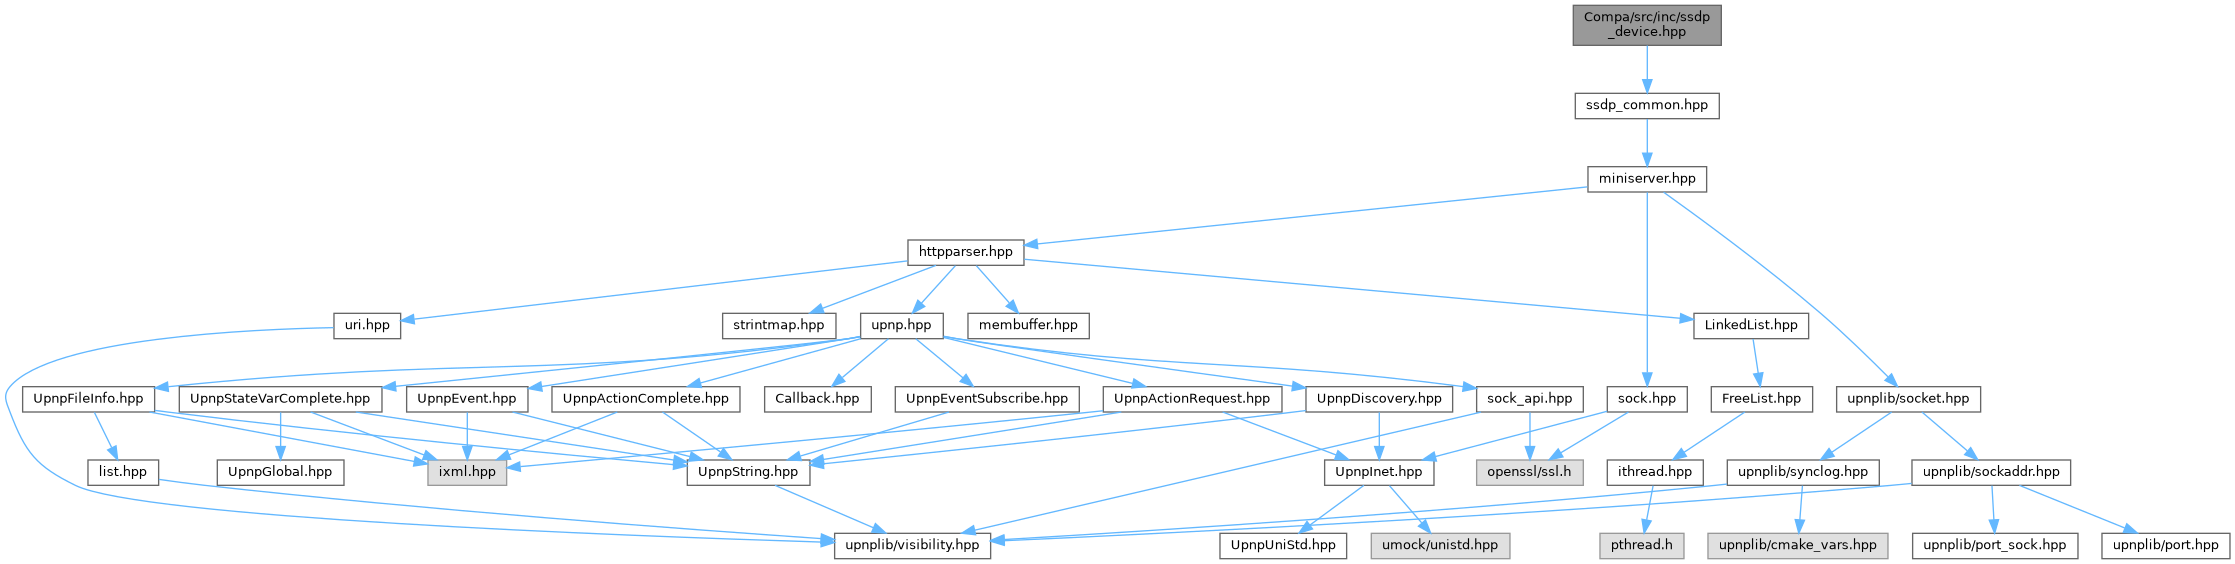 Compa/src/inc/ssdp
_device.hpp
ssdp_common.hpp
miniserver.hpp
httpparser.hpp
uri.hpp
strintmap.hpp
upnp.hpp
membuffer.hpp
LinkedList.hpp
UpnpFileInfo.hpp
UpnpStateVarComplete.hpp
UpnpEvent.hpp
UpnpActionComplete.hpp
Callback.hpp
UpnpEventSubscribe.hpp
UpnpActionRequest.hpp
UpnpDiscovery.hpp
sock_api.hpp
sock.hpp
FreeList.hpp
upnplib/socket.hpp
list.hpp
UpnpGlobal.hpp
ixml.hpp
UpnpString.hpp
UpnpInet.hpp
openssl/ssl.h
ithread.hpp
upnplib/synclog.hpp
upnplib/sockaddr.hpp
upnplib/visibility.hpp
UpnpUniStd.hpp
umock/unistd.hpp
pthread.h
upnplib/cmake_vars.hpp
upnplib/port_sock.hpp
upnplib/port.hpp